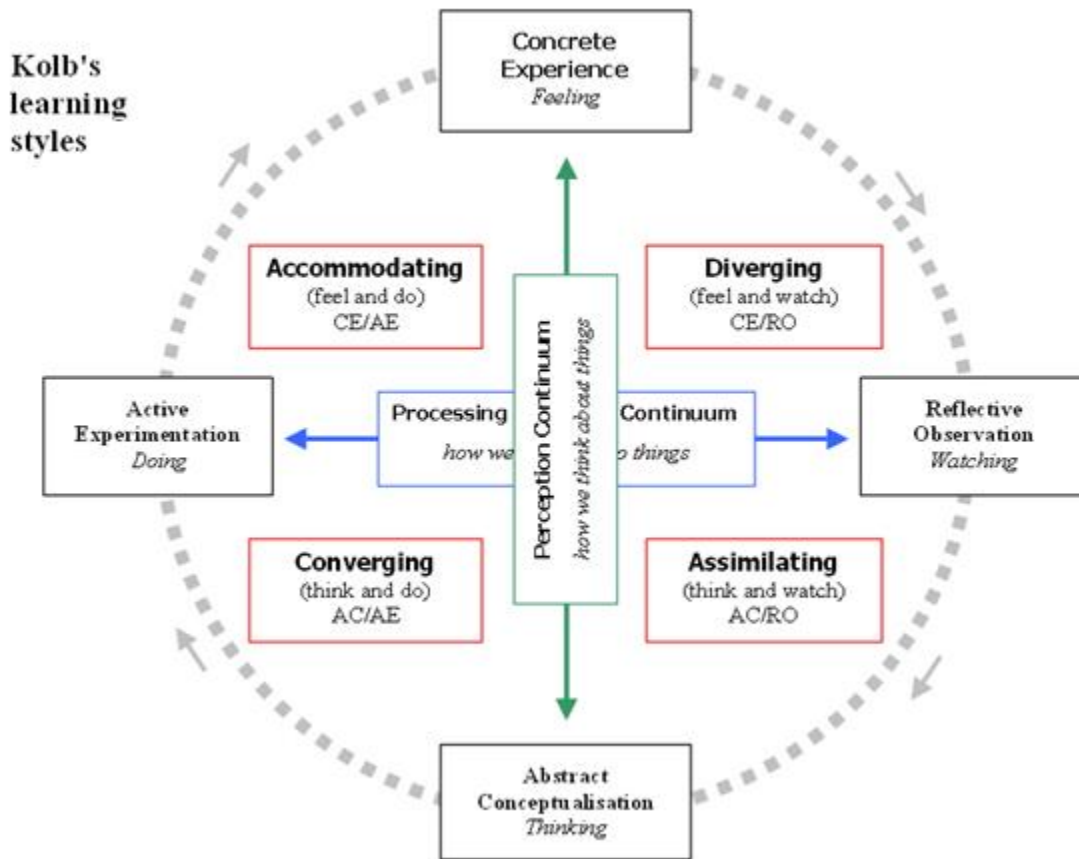 Kolb's
learning
styles
Concrete
Experience
Feeling
Accommodating
(feel and do)
CE/AE
Diverging
(feel and watch)
CE/RO
Active
Experimentation
Doing
Processing Continuum
how we things
Perception Continuum
how we think about things
Reflective
Observation
Watching
Converging
(think and do)
AC/AE
Assimilating
(think and watch)
AC/RO
Abstract
Conceptualisation
Thinking